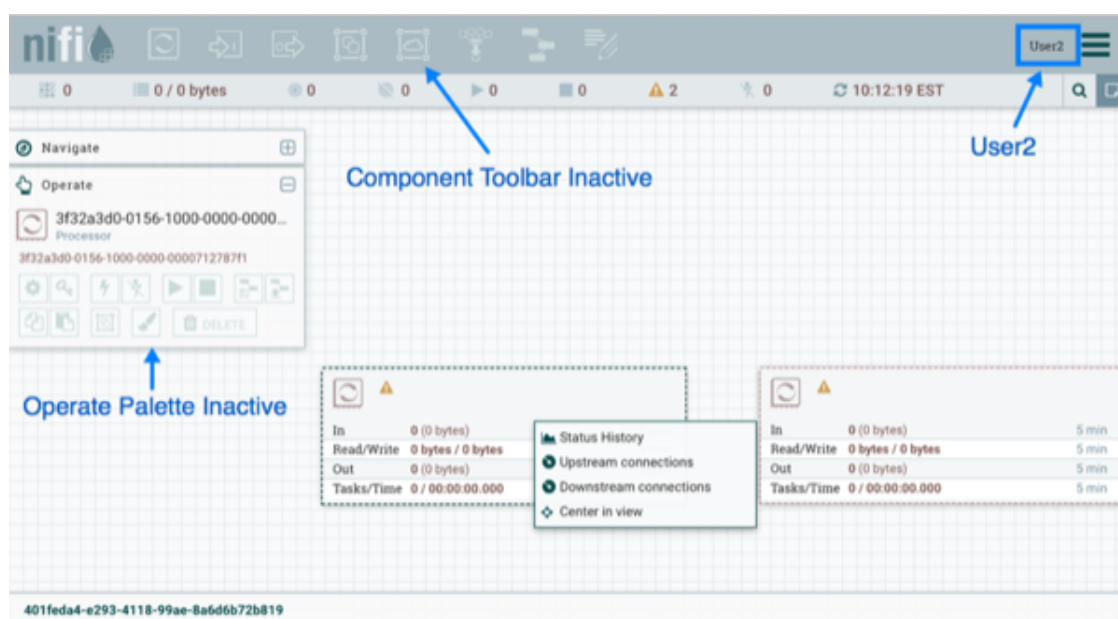 nifi User2
0 0 / 0 bytes 0 0 0 0 2 0 10:12:19 EST
User2
Navigate
Component Toolbar Inactive
Operate
3f32a3d0-0156-1000-0000-0000...
Processor
3f32a3d0-0156-1000-0000-0000712787f1
DELETE
Operate Palette Inactive
In 0 (0 bytes)
Read/Write 0 bytes / 0 bytes
Out 0 (0 bytes)
Tasks/Time 0 / 00:00:00.000
Status History
Upstream connections
Downstream connections
Center in view
In 0 (0 bytes) 5 min
Read/Write 0 bytes / 0 bytes 5 min
Out 0 (0 bytes) 5 min
Tasks/Time 0 / 00:00:00.000 5 min
401feda4-e293-4118-99ae-8a6d6b72b819